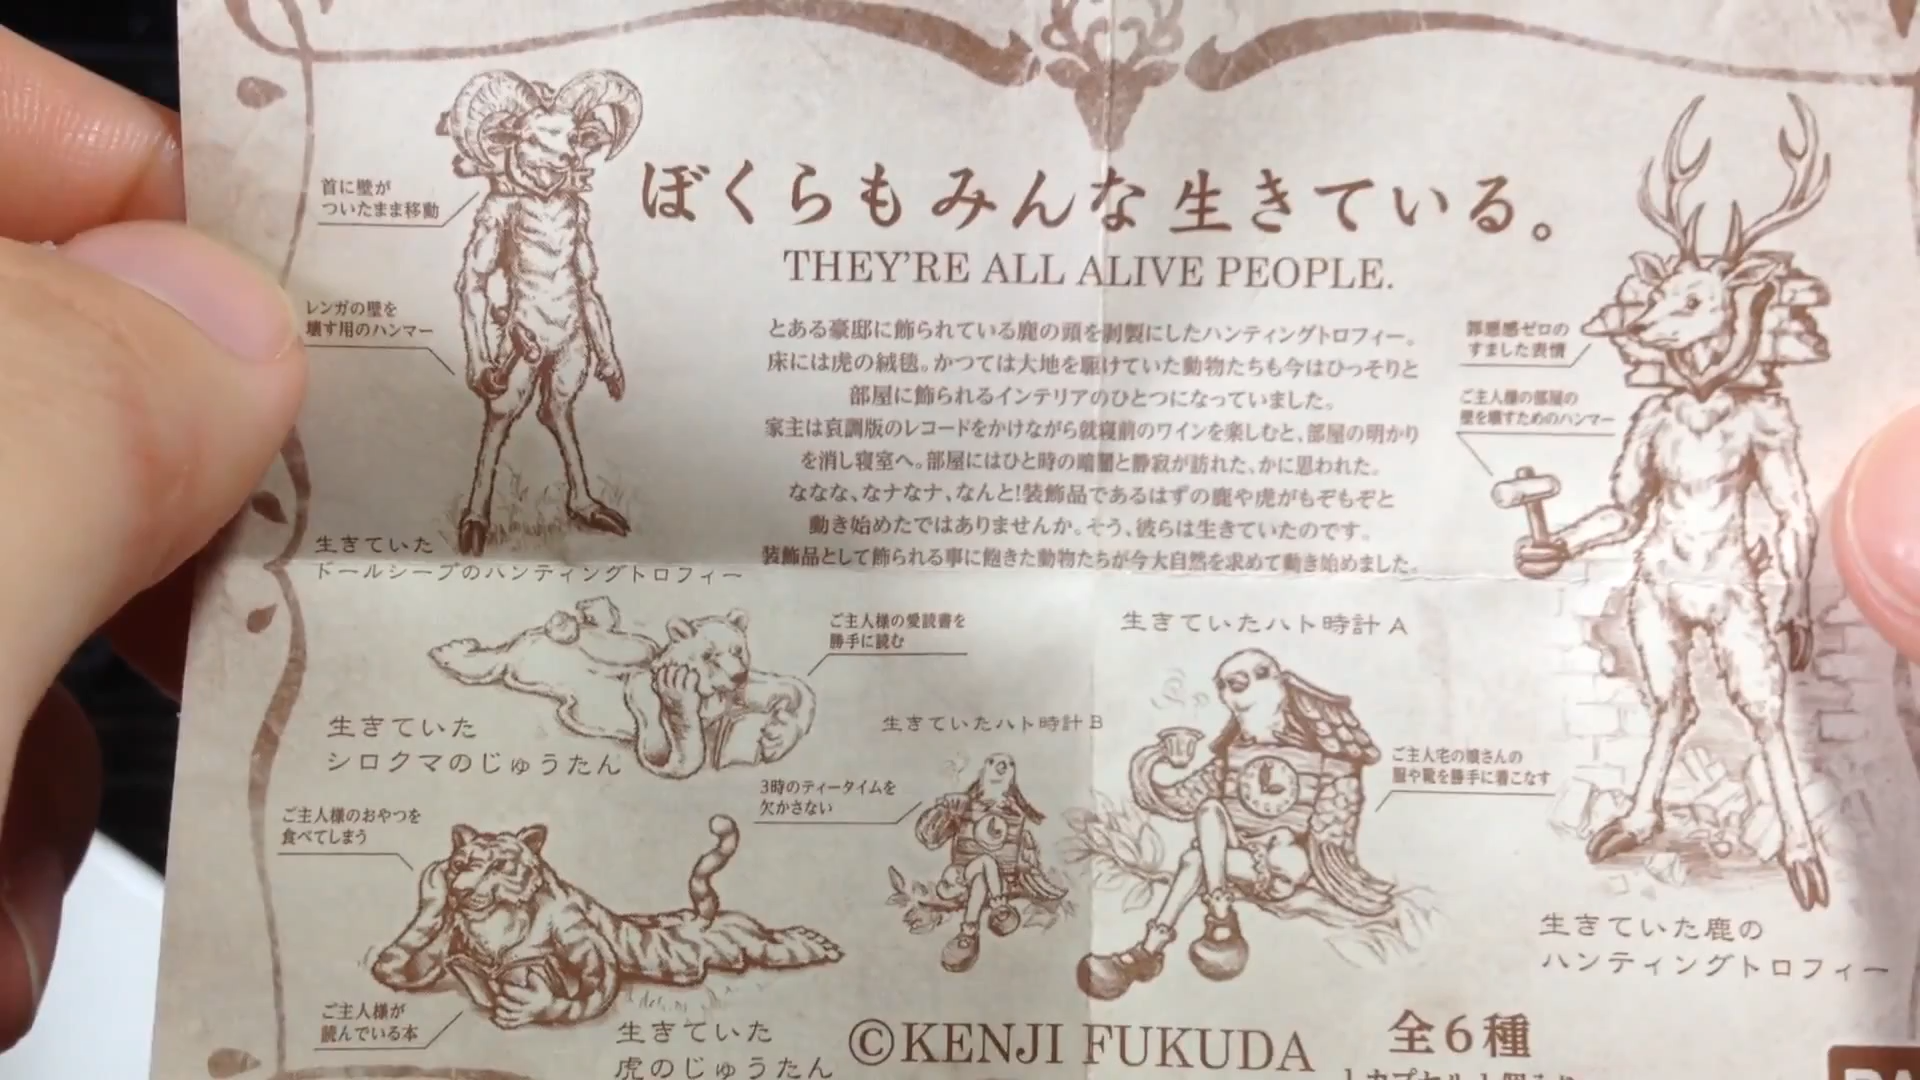 首に壁が
ついたまま移動
レンガの壁を
壊す用のハンマー
生きていた
ドールシープのハンティングトロフィー
ぼくらもみんな生きている。
THEY'RE ALL ALIVE PEOPLE.
とある豪邸に飾られている鹿の頭を剥製にしたハンティングトロフィー。
床には虎の絨毯。かつては大地を駆けていた動物たちも今はひっそりと
部屋に飾られるインテリアのひとつになっていました。
家主は哀調版のレコードをかけながら就寝前のワインを楽しむと、部屋の明かり
を消し寝室へ。部屋にはひと時の暗闇と静寂が訪れた、かに思われた。
ななな、なナなナ、なんと!装飾品であるはずの鹿や虎がもぞもぞと
動き始めたではありませんか。そう、彼らは生きていたのです。
装飾品として飾られる事に飽きた動物たちが今大自然を求めて動き始めました。
罪悪感ゼロの
すました表情
ご主人様の部屋の
壁を壊すためのハンマー
生きていた鹿の
ハンティングトロフィー
ご主人様の愛読書を
勝手に読む
生きていた
シロクマのじゅうたん
生きていたハト時計A
ご主人宅の娘さんの
服や靴を勝手に着こなす
生きていたハト時計B
3時のティータイムを
欠かさない
ご主人様のおやつを
食べてしまう
ご主人様が
読んでいる本
生きていた
虎のじゅうたん
©KENJI FUKUDA
全6種